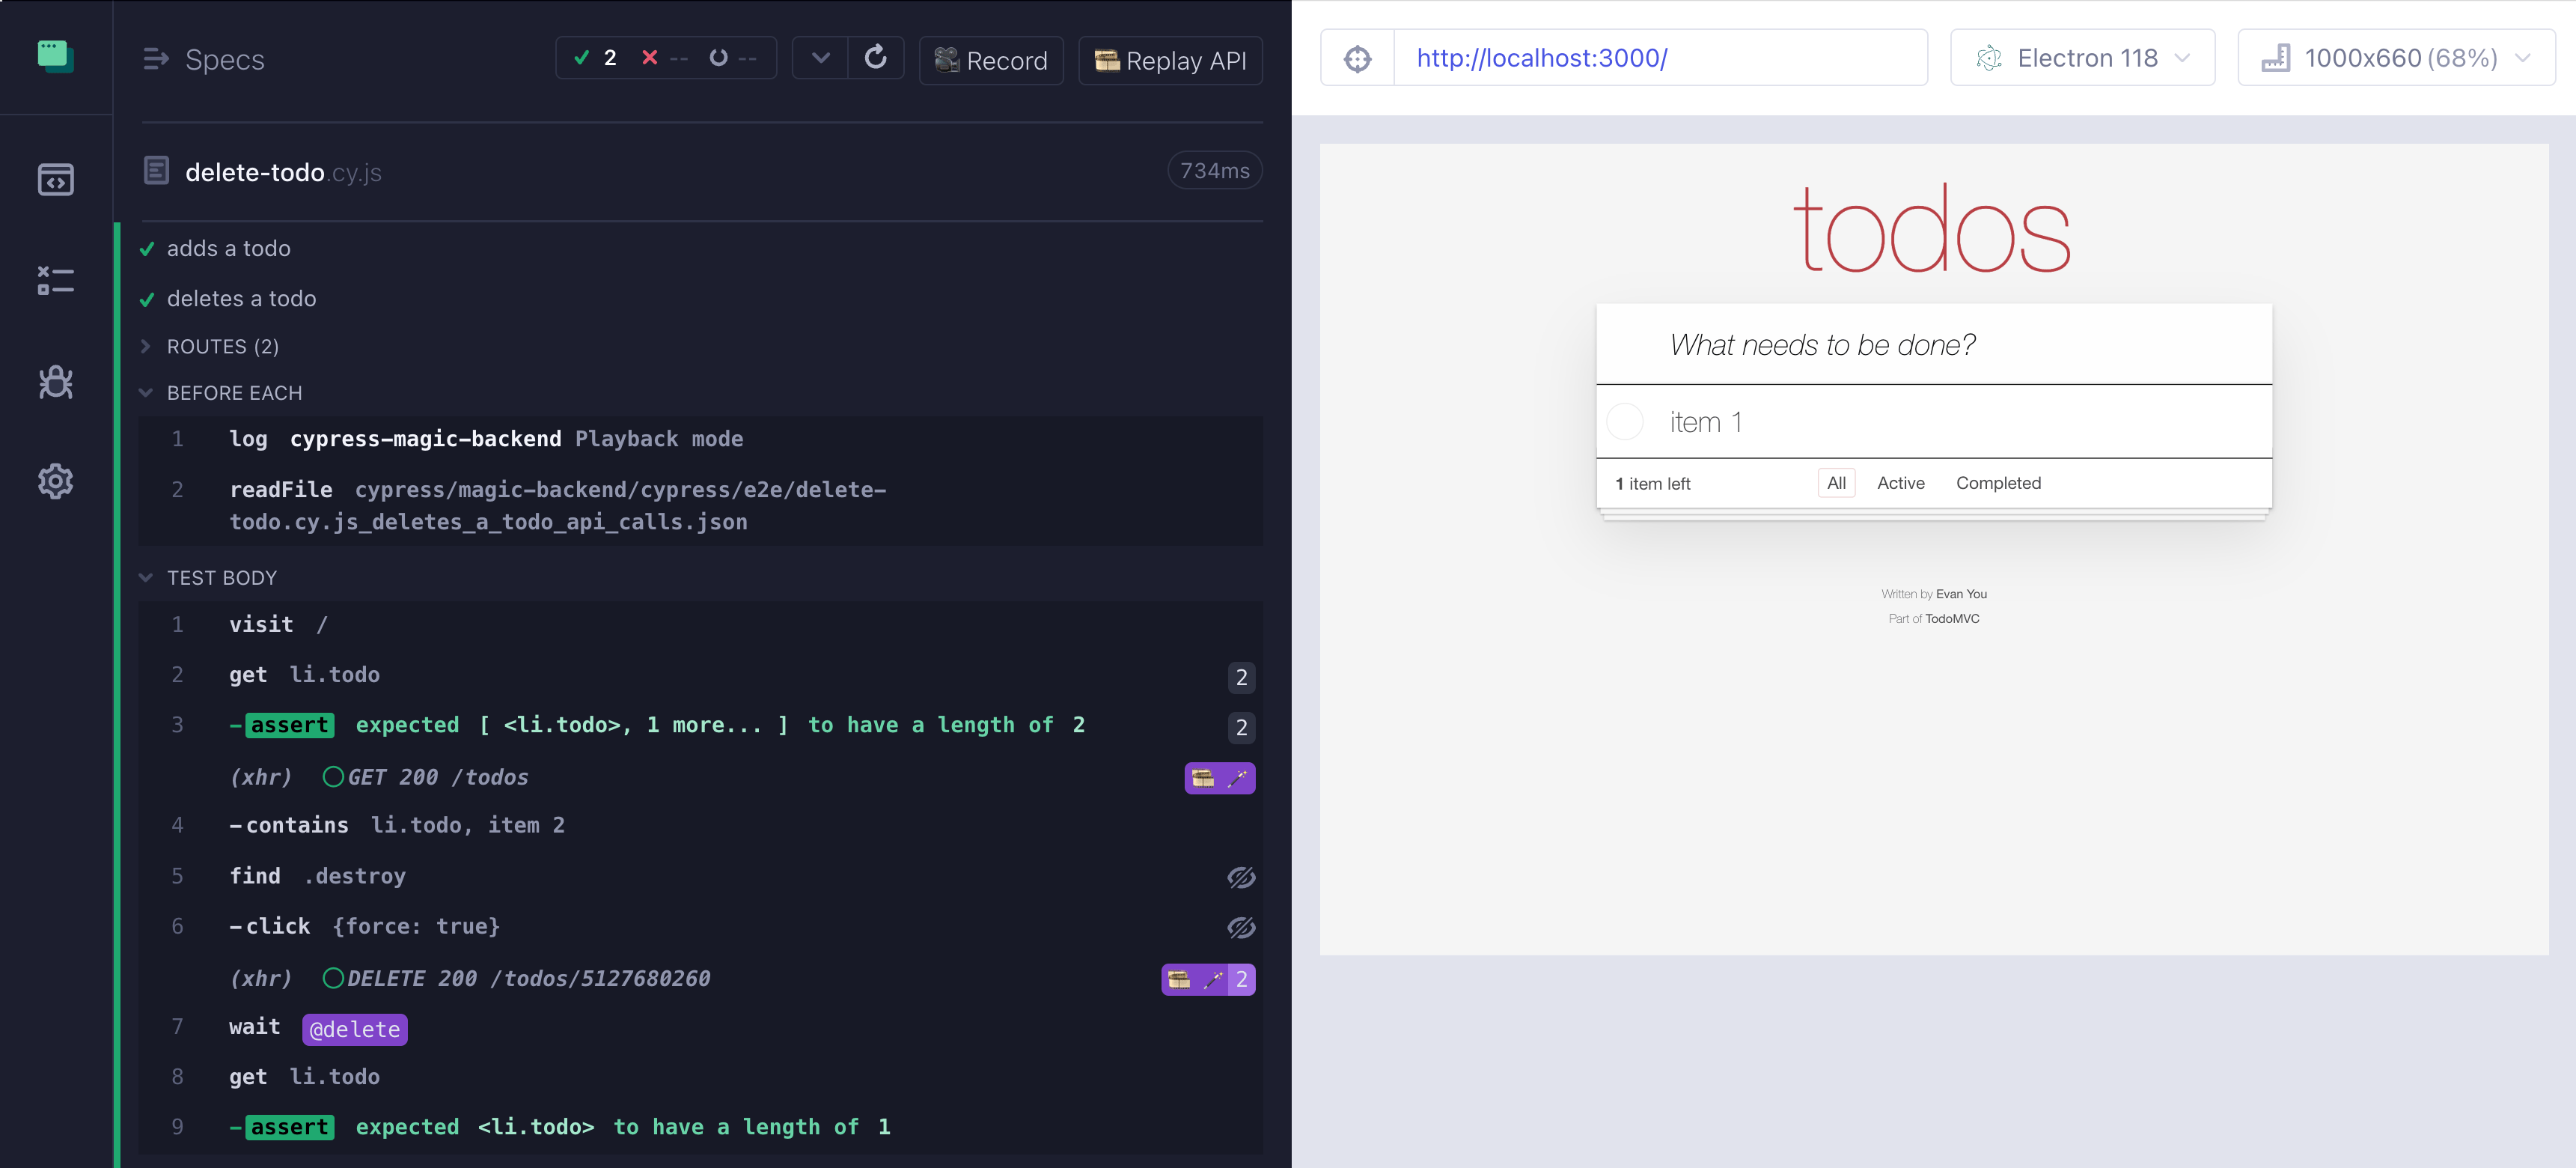 Specs
2 -- --
Record
Replay API
delete-todo.cy.js
734ms
adds a todo
deletes a todo
ROUTES (2)
BEFORE EACH
1 log cypress-magic-backend Playback mode
2 readFile cypress/magic-backend/cypress/e2e/delete-
todo.cy.js_deletes_a_todo_api_calls.json
TEST BODY
1 visit /
2 get li.todo 2
3 -assert expected [ <li.todo>, 1 more... ] to have a length of 2 2
(xhr) GET 200 /todos
4 -contains li.todo, item 2
5 find .destroy
6 -click {force: true}
(xhr) DELETE 200 /todos/5127680260 2
7 wait @delete
8 get li.todo
9 -assert expected <li.todo> to have a length of 1
http://localhost:3000/
Electron 118
1000x660 (68%)
todos
What needs to be done?
item 1
1 item left All Active Completed
Written by Evan You
Part of TodoMVC